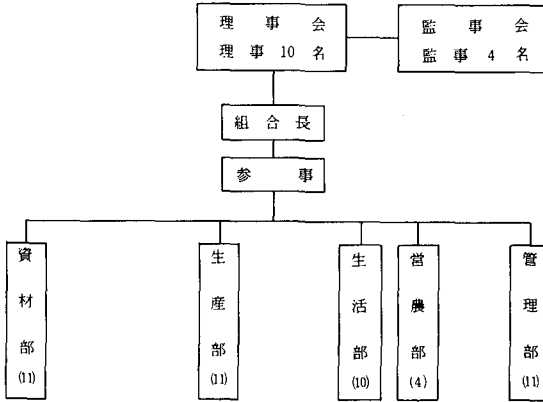 理事会
理事10名
監事会
監事4名
組合長
参事
資材部(11)
生産部(11)
生活部(10)
営農部(4)
管理部(11)